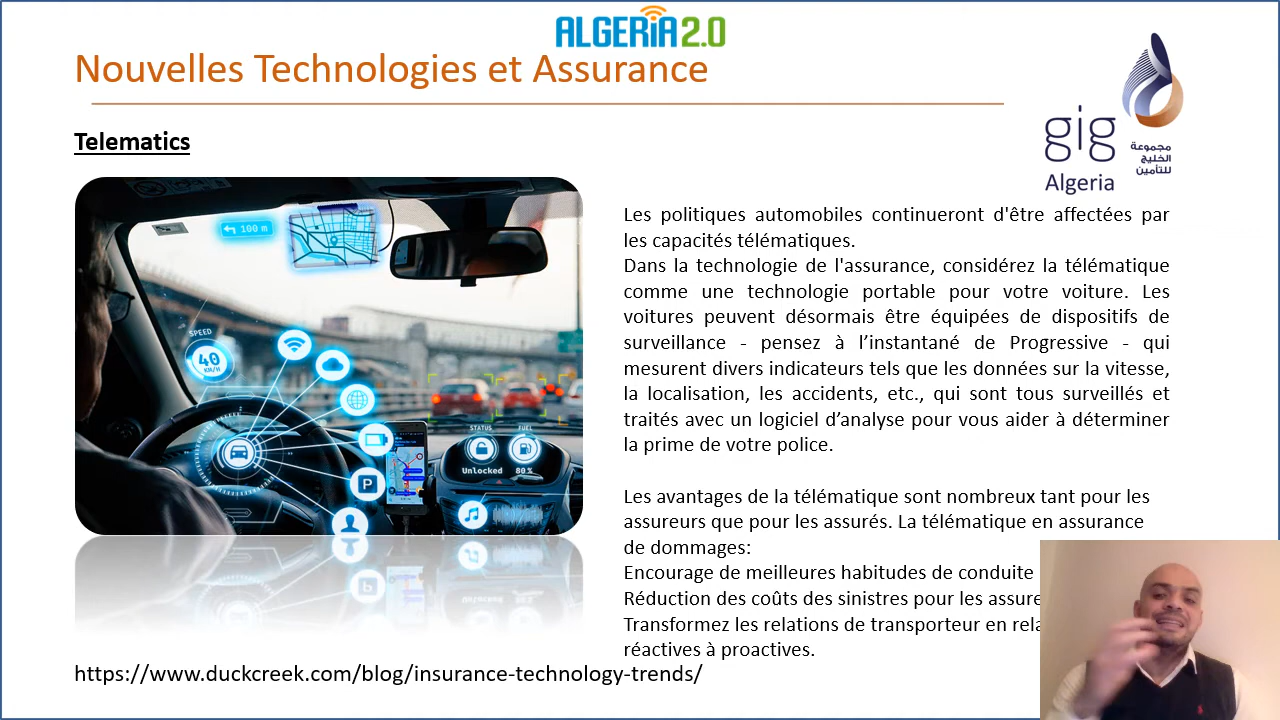 ALGERiA2.0
Nouvelles Technologies et Assurance
gig
مجموعة
الخليج
للتأمين
Algeria
Telematics
100 m
SPEED
40
KM/H
STATUS
FUEL
Unlocked
80%
P
Les politiques automobiles continueront d'être affectées par
les capacités télématiques.
Dans la technologie de l'assurance, considérez la télématique
comme une technologie portable pour votre voiture. Les
voitures peuvent désormais être équipées de dispositifs de
surveillance - pensez à l’instantané de Progressive - qui
mesurent divers indicateurs tels que les données sur la vitesse,
la localisation, les accidents, etc., qui sont tous surveillés et
traités avec un logiciel d’analyse pour vous aider à déterminer
la prime de votre police.
Les avantages de la télématique sont nombreux tant pour les
assureurs que pour les assurés. La télématique en assurance
de dommages:
Encourage de meilleures habitudes de conduite
Réduction des coûts des sinistres pour les
Transformez les relations de transporteur en
réactives à proactives.
https://www.duckcreek.com/blog/insurance-technology-trends/